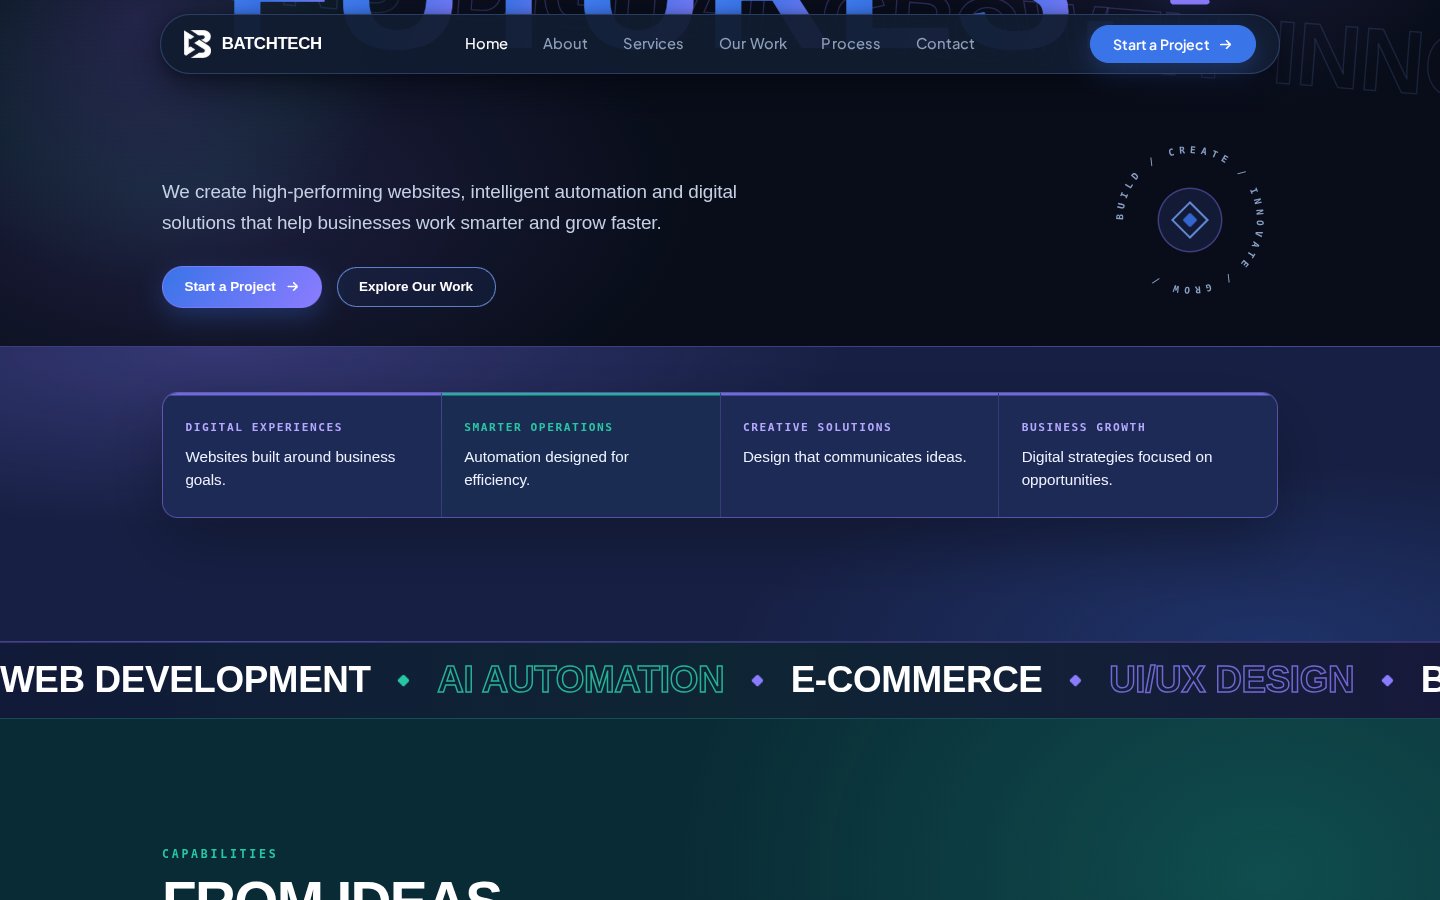 BATCHTECH
Home
About
Services
Our Work
Process
Contact
Start a Project
We create high-performing websites, intelligent automation and digital
solutions that help businesses work smarter and grow faster.
Start a Project
Explore Our Work
BUILD / CREATE / INNOVATE / GROW /
DIGITAL EXPERIENCES
Websites built around business
goals.
SMARTER OPERATIONS
Automation designed for
efficiency.
CREATIVE SOLUTIONS
Design that communicates ideas.
BUSINESS GROWTH
Digital strategies focused on
opportunities.
WEB DEVELOPMENT
AI AUTOMATION
E-COMMERCE
UI/UX DESIGN
B
CAPABILITIES
FROM IDEAS